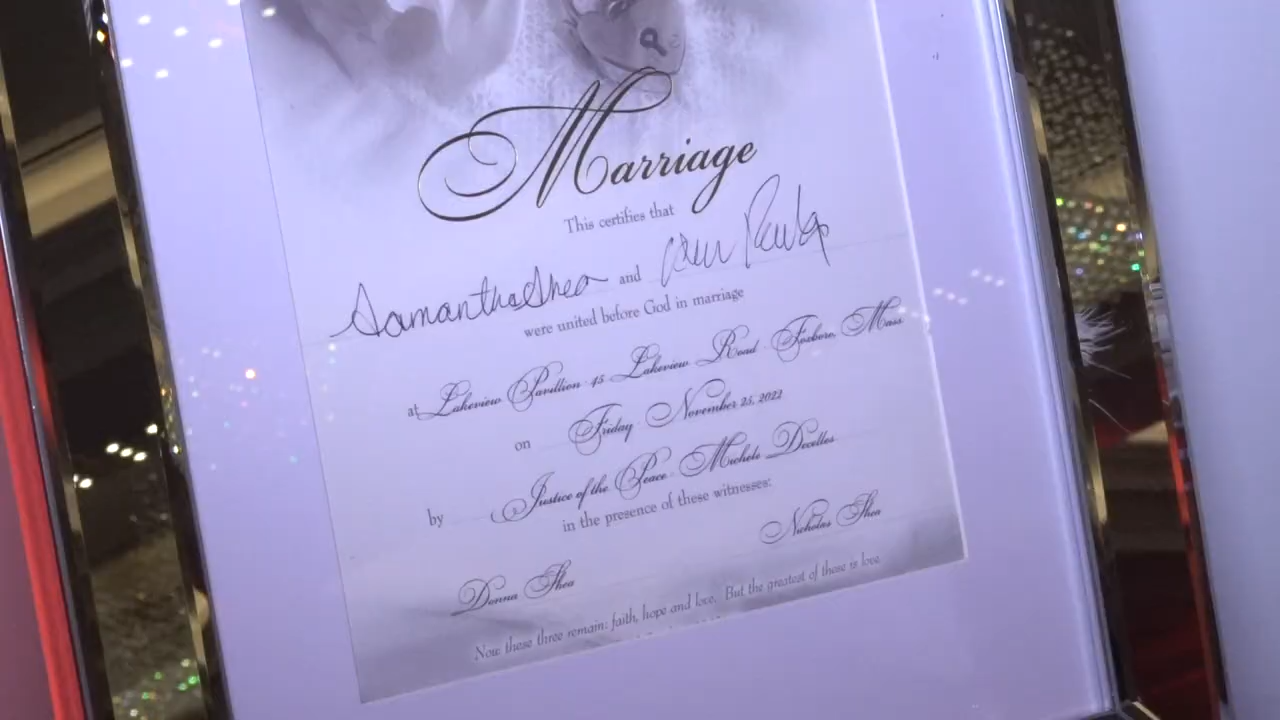 Marriage
This certifies that
Samantha Shea and
were united before God in marriage
at Lakeview Pavillion · 45 Lakeview Road · Foxboro, Mass
on Friday · November 25, 2022
by Justice of the Peace · Michele Decelles
in the presence of these witnesses:
Nicholas Shea
Donna Shea
Now these three remain: faith, hope and love. But the greatest of these is love.